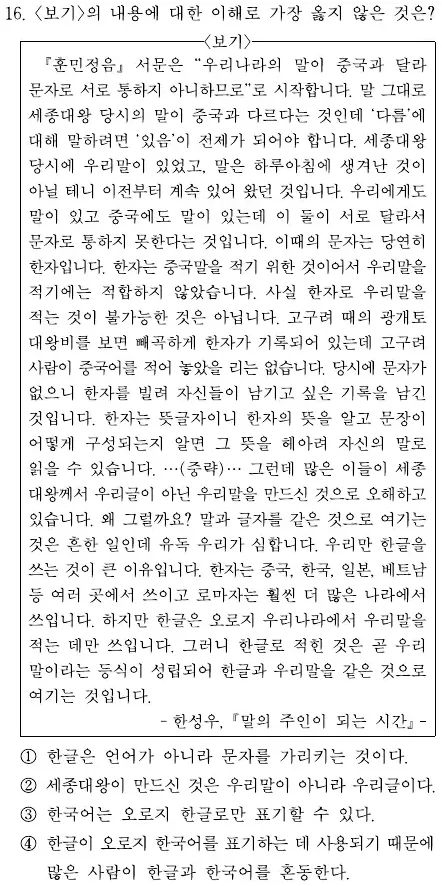 16. 〈보기〉의 내용에 대한 이해로 가장 옳지 않은 것은?
〈보기〉
『훈민정음』 서문은 “우리나라의 말이 중국과 달라
문자로 서로 통하지 아니하므로”로 시작합니다. 말 그대로
세종대왕 당시의 말이 중국과 다르다는 것인데 ‘다름’에
대해 말하려면 ‘있음’이 전제가 되어야 합니다. 세종대왕
당시에 우리말이 있었고, 말은 하루아침에 생겨난 것이
아닐 테니 이전부터 계속 있어 왔던 것입니다. 우리에게도
말이 있고 중국에도 말이 있는데 이 둘이 서로 달라서
문자로 통하지 못한다는 것입니다. 이때의 문자는 당연히
한자입니다. 한자는 중국말을 적기 위한 것이어서 우리말을
적기에는 적합하지 않았습니다. 사실 한자로 우리말을
적는 것이 불가능한 것은 아닙니다. 고구려 때의 광개토
대왕비를 보면 빼곡하게 한자가 기록되어 있는데 고구려
사람이 중국어를 적어 놓았을 리는 없습니다. 당시에 문자가
없으니 한자를 빌려 자신들이 남기고 싶은 기록을 남긴
것입니다. 한자는 뜻글자이니 한자의 뜻을 알고 문장이
어떻게 구성되는지 알면 그 뜻을 헤아려 자신의 말로
읽을 수 있습니다. …(중략)… 그런데 많은 이들이 세종
대왕께서 우리글이 아닌 우리말을 만드신 것으로 오해하고
있습니다. 왜 그럴까요? 말과 글자를 같은 것으로 여기는
것은 흔한 일인데 유독 우리가 심합니다. 우리만 한글을
쓰는 것이 큰 이유입니다. 한자는 중국, 한국, 일본, 베트남
등 여러 곳에서 쓰이고 로마자는 훨씬 더 많은 나라에서
쓰입니다. 하지만 한글은 오로지 우리나라에서 우리말을
적는 데만 쓰입니다. 그러니 한글로 적힌 것은 곧 우리
말이라는 등식이 성립되어 한글과 우리말을 같은 것으로
여기는 것입니다.
- 한성우, 『말의 주인이 되는 시간』-
① 한글은 언어가 아니라 문자를 가리키는 것이다.
② 세종대왕이 만드신 것은 우리말이 아니라 우리글이다.
③ 한국어는 오로지 한글로만 표기할 수 있다.
④ 한글이 오로지 한국어를 표기하는 데 사용되기 때문에
많은 사람이 한글과 한국어를 혼동한다.